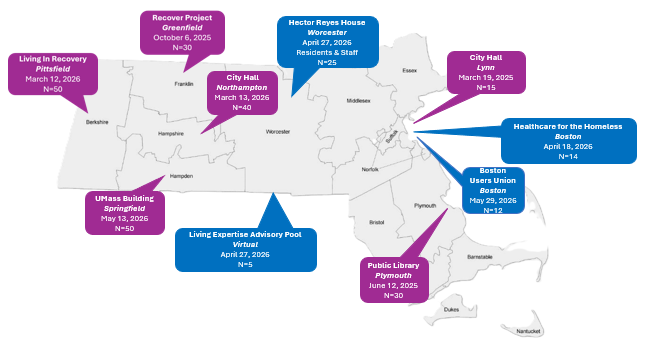 Recover Project
Greenfield
October 6, 2025
N=30
Hector Reyes House
Worcester
April 27, 2026
Residents & Staff
N=25
Living In Recovery
Pittsfield
March 12, 2026
N=50
City Hall
Northampton
March 13, 2026
N=40
City Hall
Lynn
March 19, 2025
N=15
Healthcare for the Homeless
Boston
April 18, 2026
N=14
Boston
Users Union
Boston
May 29, 2026
N=12
UMass Building
Springfield
May 13, 2026
N=50
Living Expertise Advisory Pool
Virtual
April 27, 2026
N=5
Public Library
Plymouth
June 12, 2025
N=30
Berkshire
Franklin
Hampshire
Hampden
Worcester
Middlesex
Essex
Suffolk
Norfolk
Bristol
Plymouth
Barnstable
Dukes
Nantucket